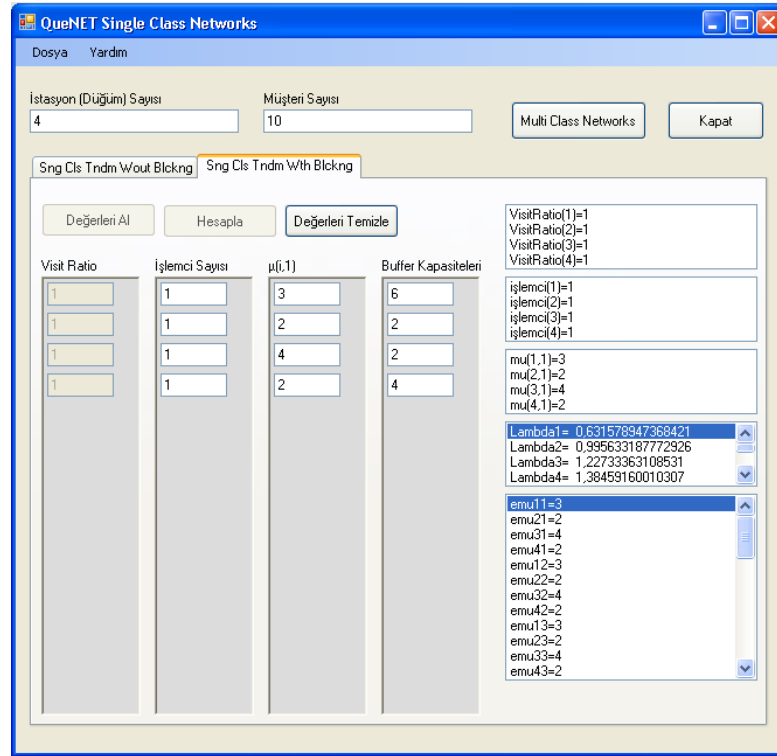 QueNET Single Class Networks
Dosya Yardım
İstasyon (Düğüm) Sayısı Müşteri Sayısı
4 10 Multi Class Networks Kapat
Sng Cls Tndm Wout Blckng Sng Cls Tndm Wth Blckng
Değerleri Al Hesapla Değerleri Temizle
Visit Ratio İşlemci Sayısı µ(i,1) Buffer Kapasiteleri
1 1 3 6
1 1 2 2
1 1 4 2
1 1 2 4
VisitRatio(1)=1
VisitRatio(2)=1
VisitRatio(3)=1
VisitRatio(4)=1
işlemci(1)=1
işlemci(2)=1
işlemci(3)=1
işlemci(4)=1
mu(1,1)=3
mu(2,1)=2
mu(3,1)=4
mu(4,1)=2
Lambda1= 0,631578947368421
Lambda2= 0,995633187772926
Lambda3= 1,22733363108531
Lambda4= 1,38459160010307
emu11=3
emu21=2
emu31=4
emu41=2
emu12=3
emu22=2
emu32=4
emu42=2
emu13=3
emu23=2
emu33=4
emu43=2